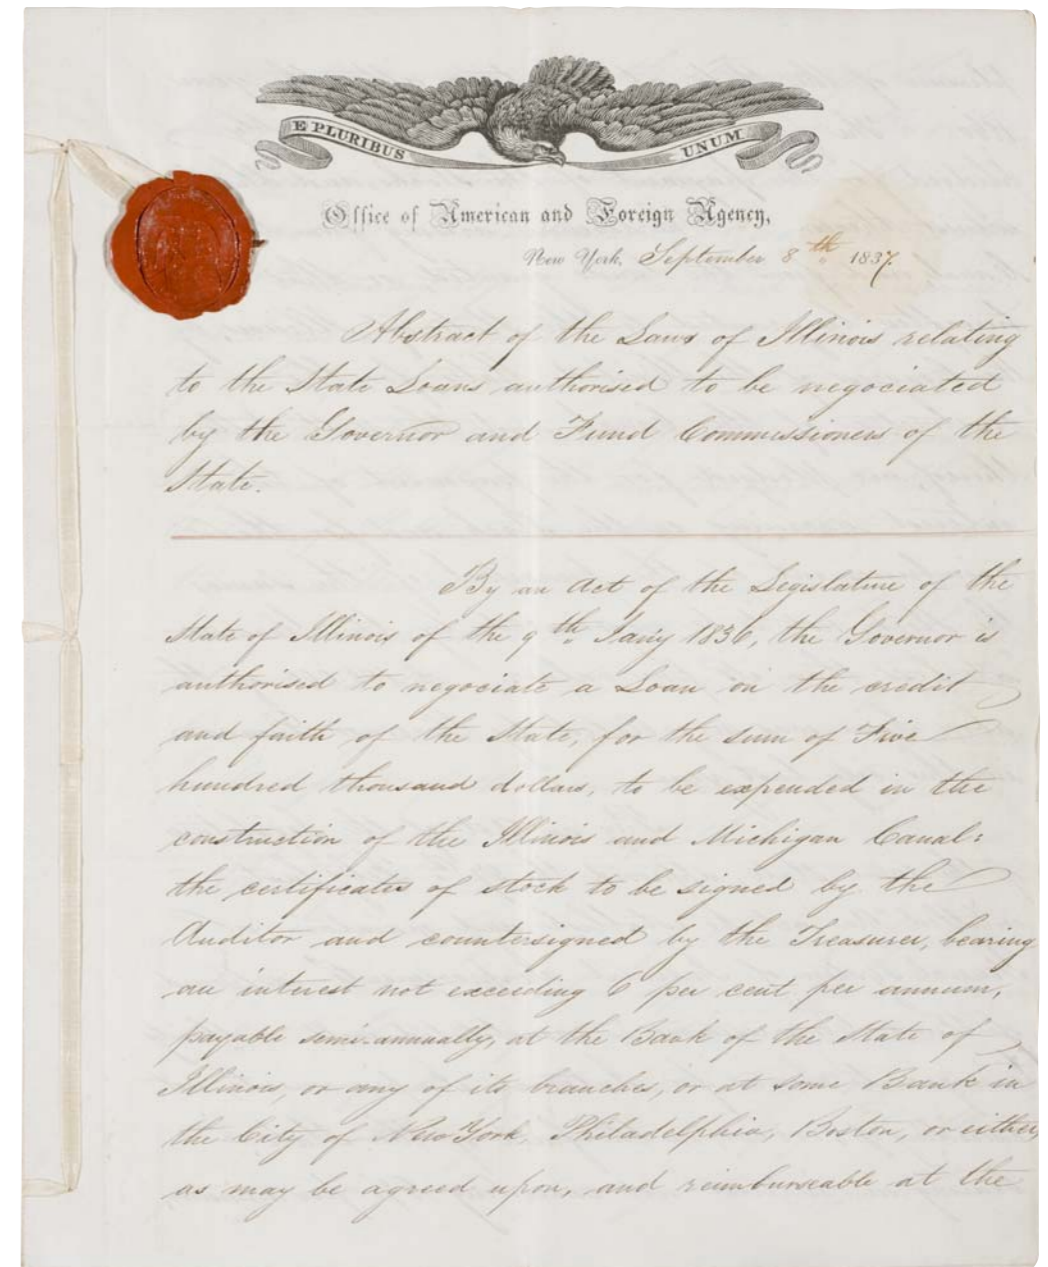 E PLURIBUS UNUM
Office of American and Foreign Agency,
New York, September 8th 1837.
Abstract of the Laws of Illinois relating
to the State Loans authorised to be negociated
by the Governor and Fund Commissioners of the
State.
By an Act of the Legislature of the
State of Illinois of the 9th Jan'y 1836, the Governor is
authorised to negociate a Loan on the credit
and faith of the State, for the sum of Five
hundred thousand dollars, to be expended in the
construction of the Illinois and Michigan Canal:
the certificates of stock to be signed by the
Auditor and countersigned by the Treasurer, bearing
an interest not exceeding 6 per cent per annum,
payable semi-annually, at the Bank of the State of
Illinois, or any of its branches, or at some Bank in
the City of New York, Philadelphia, Boston, or either,
as may be agreed upon, and reimburseable at the